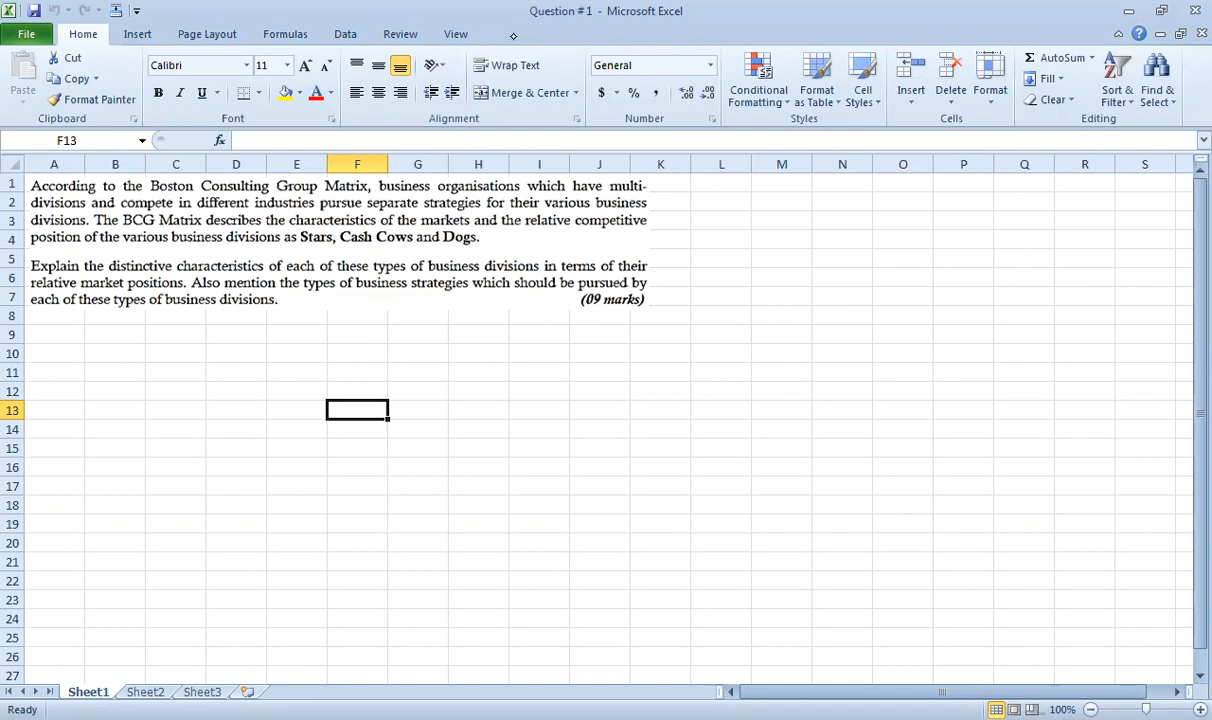 Question #1 - Microsoft Excel
File Home Insert Page Layout Formulas Data Review View
Paste
Cut
Copy
Format Painter
Clipboard
Calibri 11
B I U
Font
Wrap Text
Merge & Center
Alignment
General
$ % ,
Number
Conditional Formatting
Format as Table
Cell Styles
Styles
Insert
Delete
Format
Cells
AutoSum
Fill
Clear
Sort & Filter
Find & Select
Editing
F13
fx
A B C D E F G H I J K L M N O P Q R S
1
2
3
4
5
6
7
8
9
10
11
12
13
14
15
16
17
18
19
20
21
22
23
24
25
26
27
According to the Boston Consulting Group Matrix, business organisations which have multi-
divisions and compete in different industries pursue separate strategies for their various business
divisions. The BCG Matrix describes the characteristics of the markets and the relative competitive
position of the various business divisions as Stars, Cash Cows and Dogs.
Explain the distinctive characteristics of each of these types of business divisions in terms of their
relative market positions. Also mention the types of business strategies which should be pursued by
each of these types of business divisions. (09 marks)
Sheet1 Sheet2 Sheet3
Ready
100%